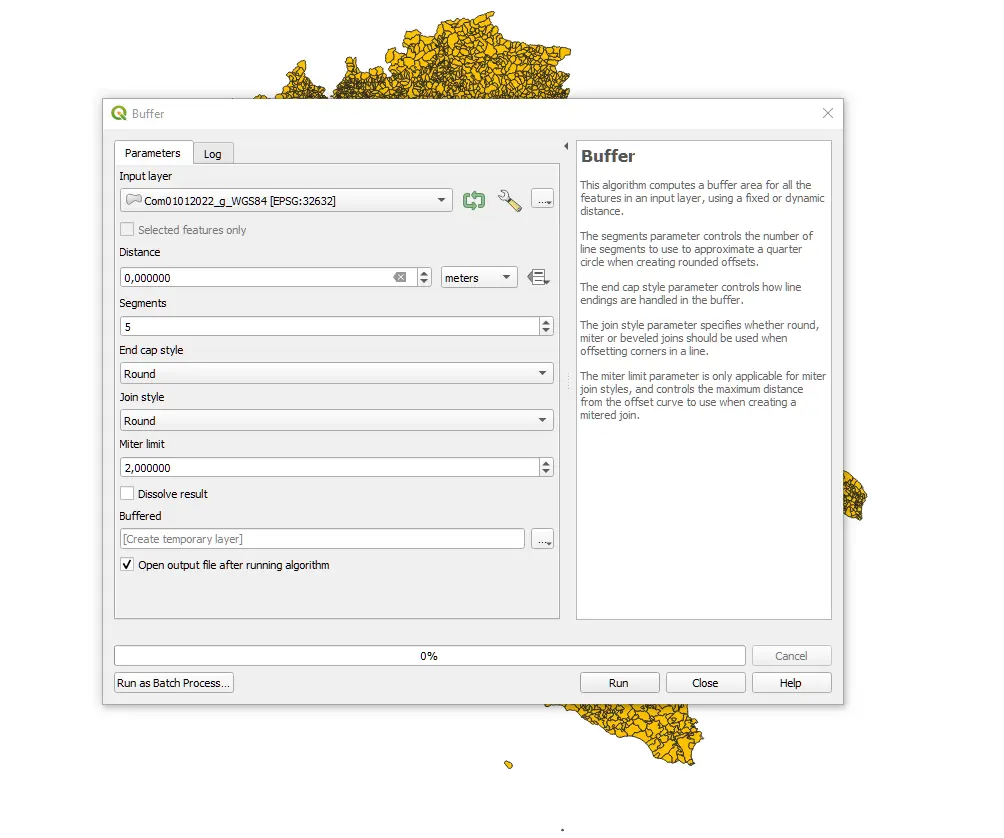 Buffer
Parameters
Log
Input layer
Com01012022_g_WGS84 [EPSG:32632]
...
Selected features only
Distance
0,000000
meters
Segments
5
End cap style
Round
Join style
Round
Miter limit
2,000000
Dissolve result
Buffered
[Create temporary layer]
...
Open output file after running algorithm
Buffer
This algorithm computes a buffer area for all the
features in an input layer, using a fixed or dynamic
distance.
The segments parameter controls the number of
line segments to use to approximate a quarter
circle when creating rounded offsets.
The end cap style parameter controls how line
endings are handled in the buffer.
The join style parameter specifies whether round,
miter or beveled joins should be used when
offsetting corners in a line.
The miter limit parameter is only applicable for miter
join styles, and controls the maximum distance
from the offset curve to use when creating a
mitered join.
0%
Cancel
Run as Batch Process...
Run
Close
Help